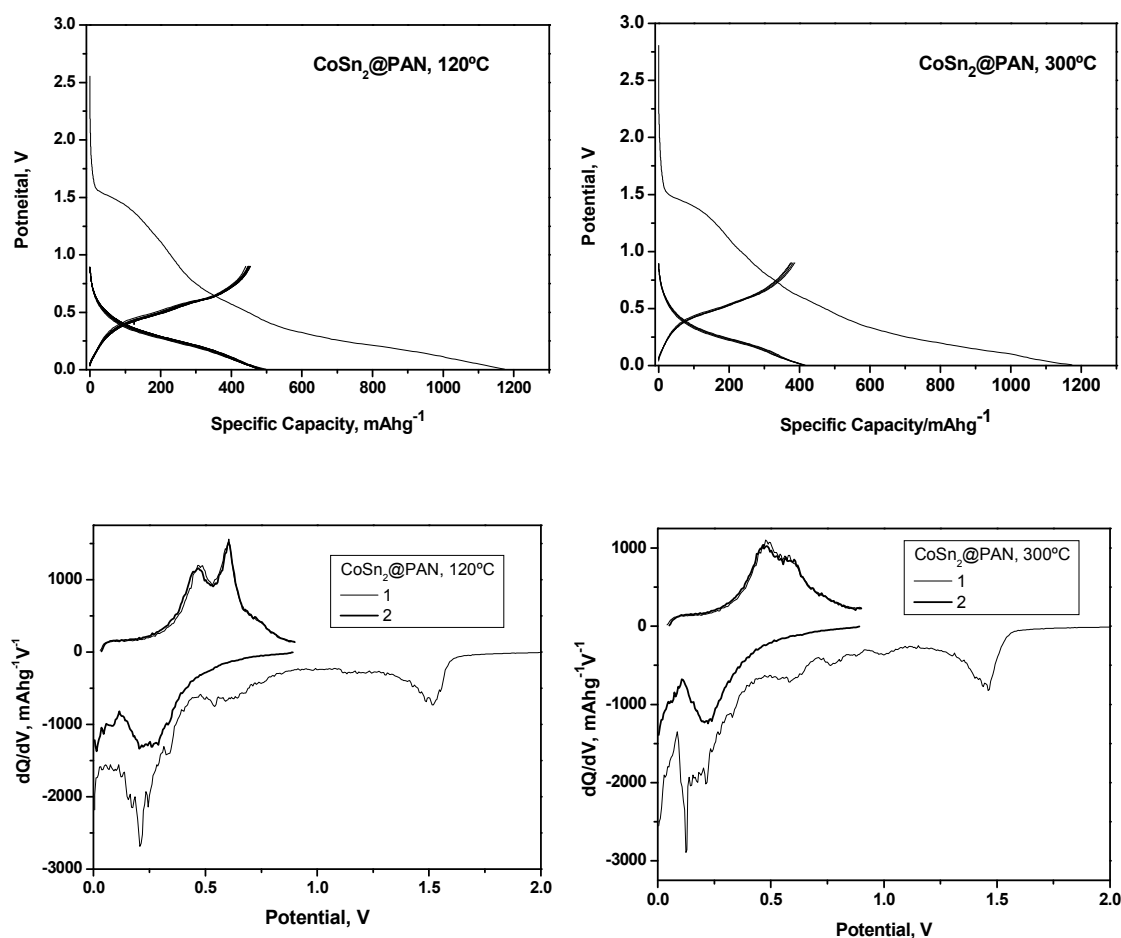 3.0
2.5
2.0
1.5
1.0
0.5
0.0
Potneital, V
CoSn2@PAN, 120ºC
0 200 400 600 800 1000 1200
Specific Capacity, mAhg-1
3.0
2.5
2.0
1.5
1.0
0.5
0.0
Potential, V
CoSn2@PAN, 300ºC
0 200 400 600 800 1000 1200
Specific Capacity/mAhg-1
1000
0
-1000
-2000
-3000
dQ/dV, mAhg-1V-1
CoSn2@PAN, 120ºC
1
2
0.0 0.5 1.0 1.5 2.0
Potential, V
1000
0
-1000
-2000
-3000
dQ/dV, mAhg-1V-1
CoSn2@PAN, 300ºC
1
2
0.0 0.5 1.0 1.5 2.0
Potential, V